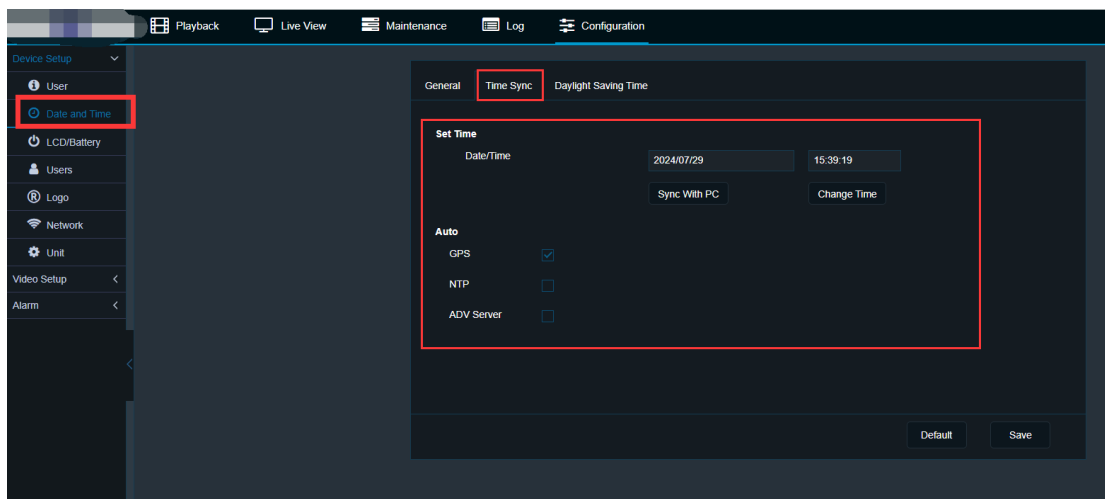 Playback Live View Maintenance Log Configuration
Device Setup
User
Date and Time
LCD/Battery
Users
Logo
Network
Unit
Video Setup
Alarm
General Time Sync Daylight Saving Time
Set Time
Date/Time 2024/07/29 15:39:19
Sync With PC Change Time
Auto
GPS
NTP
ADV Server
Default Save